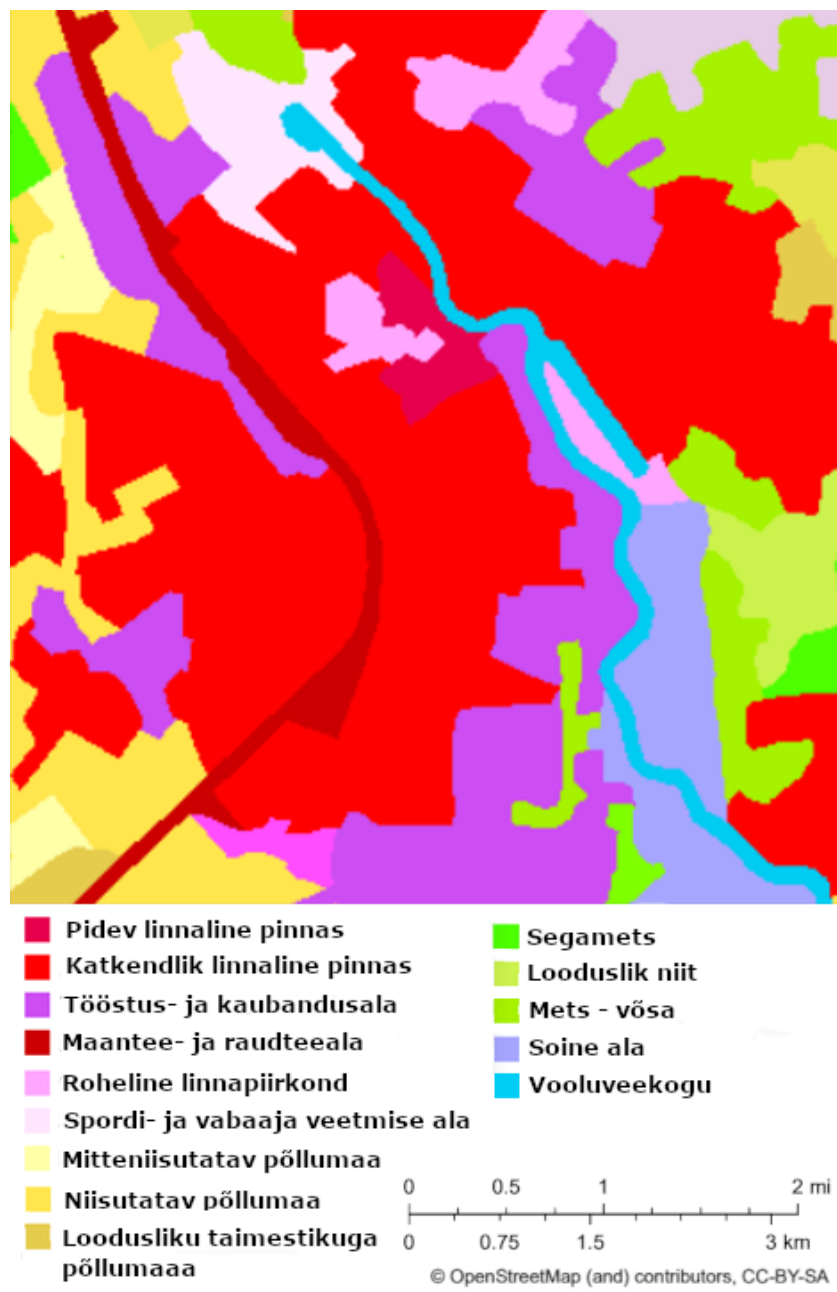 Pidev linnaline pinnas
Katkendlik linnaline pinnas
Tööstus- ja kaubandusala
Maantee- ja raudteeala
Roheline linnapiirkond
Spordi- ja vabaaja veetmise ala
Mitteniisutatav põllumaa
Niisutatav põllumaa
Loodusliku taimestikuga
põllumaaa
Segamets
Looduslik niit
Mets - võsa
Soine ala
Vooluveekogu
0 0.5 1 2 mi
0 0.75 1.5 3 km
© OpenStreetMap (and) contributors, CC-BY-SA